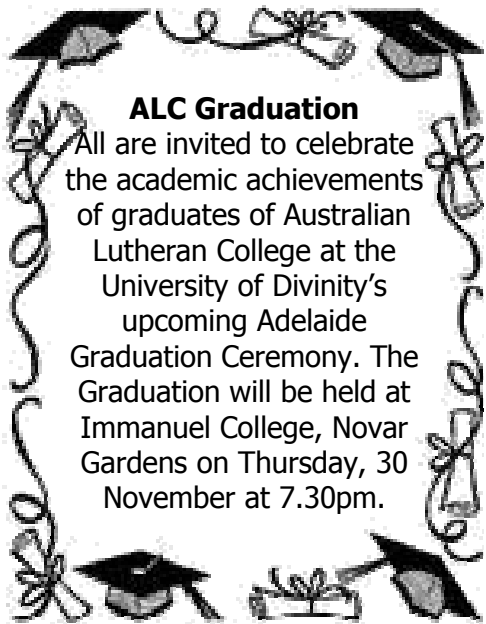 ALC Graduation
All are invited to celebrate
the academic achievements
of graduates of Australian
Lutheran College at the
University of Divinity’s
upcoming Adelaide
Graduation Ceremony. The
Graduation will be held at
Immanuel College, Novar
Gardens on Thursday, 30
November at 7.30pm.